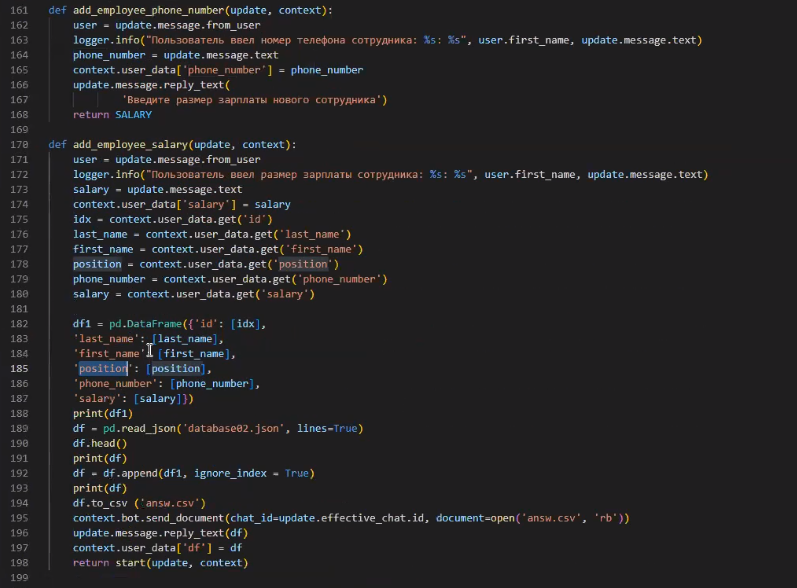 161 def add_employee_phone_number(update, context):
162     user = update.message.from_user
163     logger.info("Пользователь ввел номер телефона сотрудника: %s: %s", user.first_name, update.message.text)
164     phone_number = update.message.text
165     context.user_data['phone_number'] = phone_number
166     update.message.reply_text(
167             'Введите размер зарплаты нового сотрудника')
168     return SALARY
169
170 def add_employee_salary(update, context):
171     user = update.message.from_user
172     logger.info("Пользователь ввел размер зарплаты сотрудника: %s: %s", user.first_name, update.message.text)
173     salary = update.message.text
174     context.user_data['salary'] = salary
175     idx = context.user_data.get('id')
176     last_name = context.user_data.get('last_name')
177     first_name = context.user_data.get('first_name')
178     position = context.user_data.get('position')
179     phone_number = context.user_data.get('phone_number')
180     salary = context.user_data.get('salary')
181
182     df1 = pd.DataFrame({'id': [idx],
183     'last_name': [last_name],
184     'first_name': [first_name],
185     'position': [position],
186     'phone_number': [phone_number],
187     'salary': [salary]})
188     print(df1)
189     df = pd.read_json('database02.json', lines=True)
190     df.head()
191     print(df)
192     df = df.append(df1, ignore_index = True)
193     print(df)
194     df.to_csv ('answ.csv')
195     context.bot.send_document(chat_id=update.effective_chat.id, document=open('answ.csv', 'rb'))
196     update.message.reply_text(df)
197     context.user_data['df'] = df
198     return start(update, context)
199